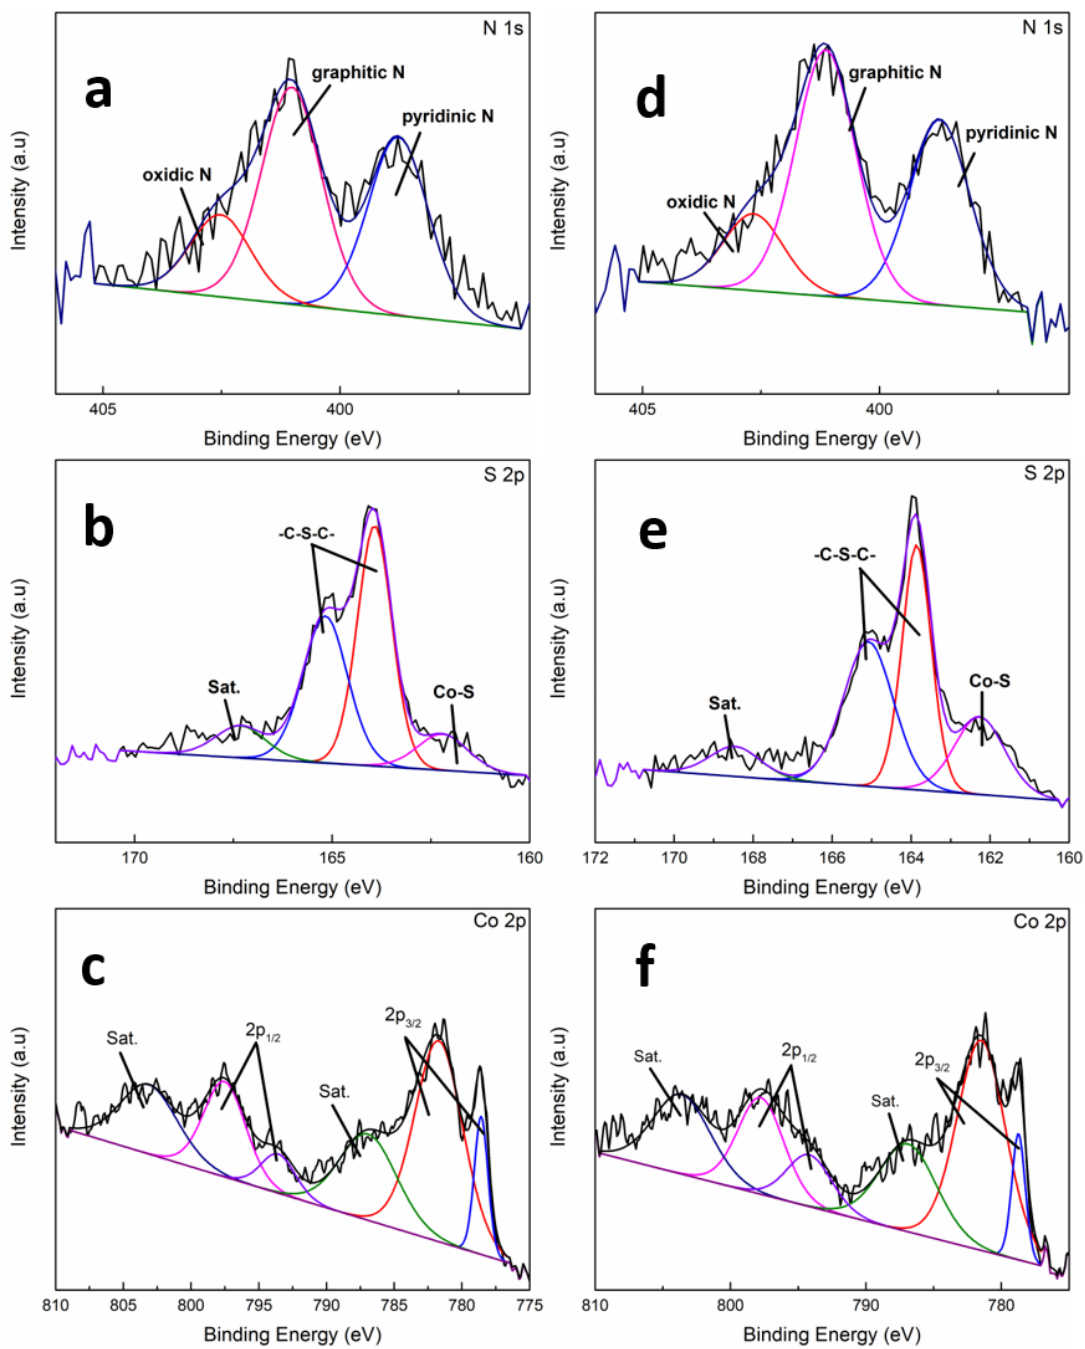 N 1s
a
graphitic N
pyridinic N
oxidic N
Intensity (a.u)
405
400
Binding Energy (eV)
N 1s
d
graphitic N
pyridinic N
oxidic N
Intensity (a.u)
405
400
Binding Energy (eV)
S 2p
b
-C-S-C-
Sat.
Co-S
Intensity (a.u)
170
165
160
Binding Energy (eV)
S 2p
e
-C-S-C-
Sat.
Co-S
Intensity (a.u)
172 170 168 166 164 162 160
Binding Energy (eV)
Co 2p
c
2p3/2
2p1/2
Sat.
Sat.
Intensity (a.u)
810 805 800 795 790 785 780 775
Binding Energy (eV)
Co 2p
f
2p1/2
2p3/2
Sat.
Sat.
Intensity (a.u)
810 800 790 780
Binding Energy (eV)